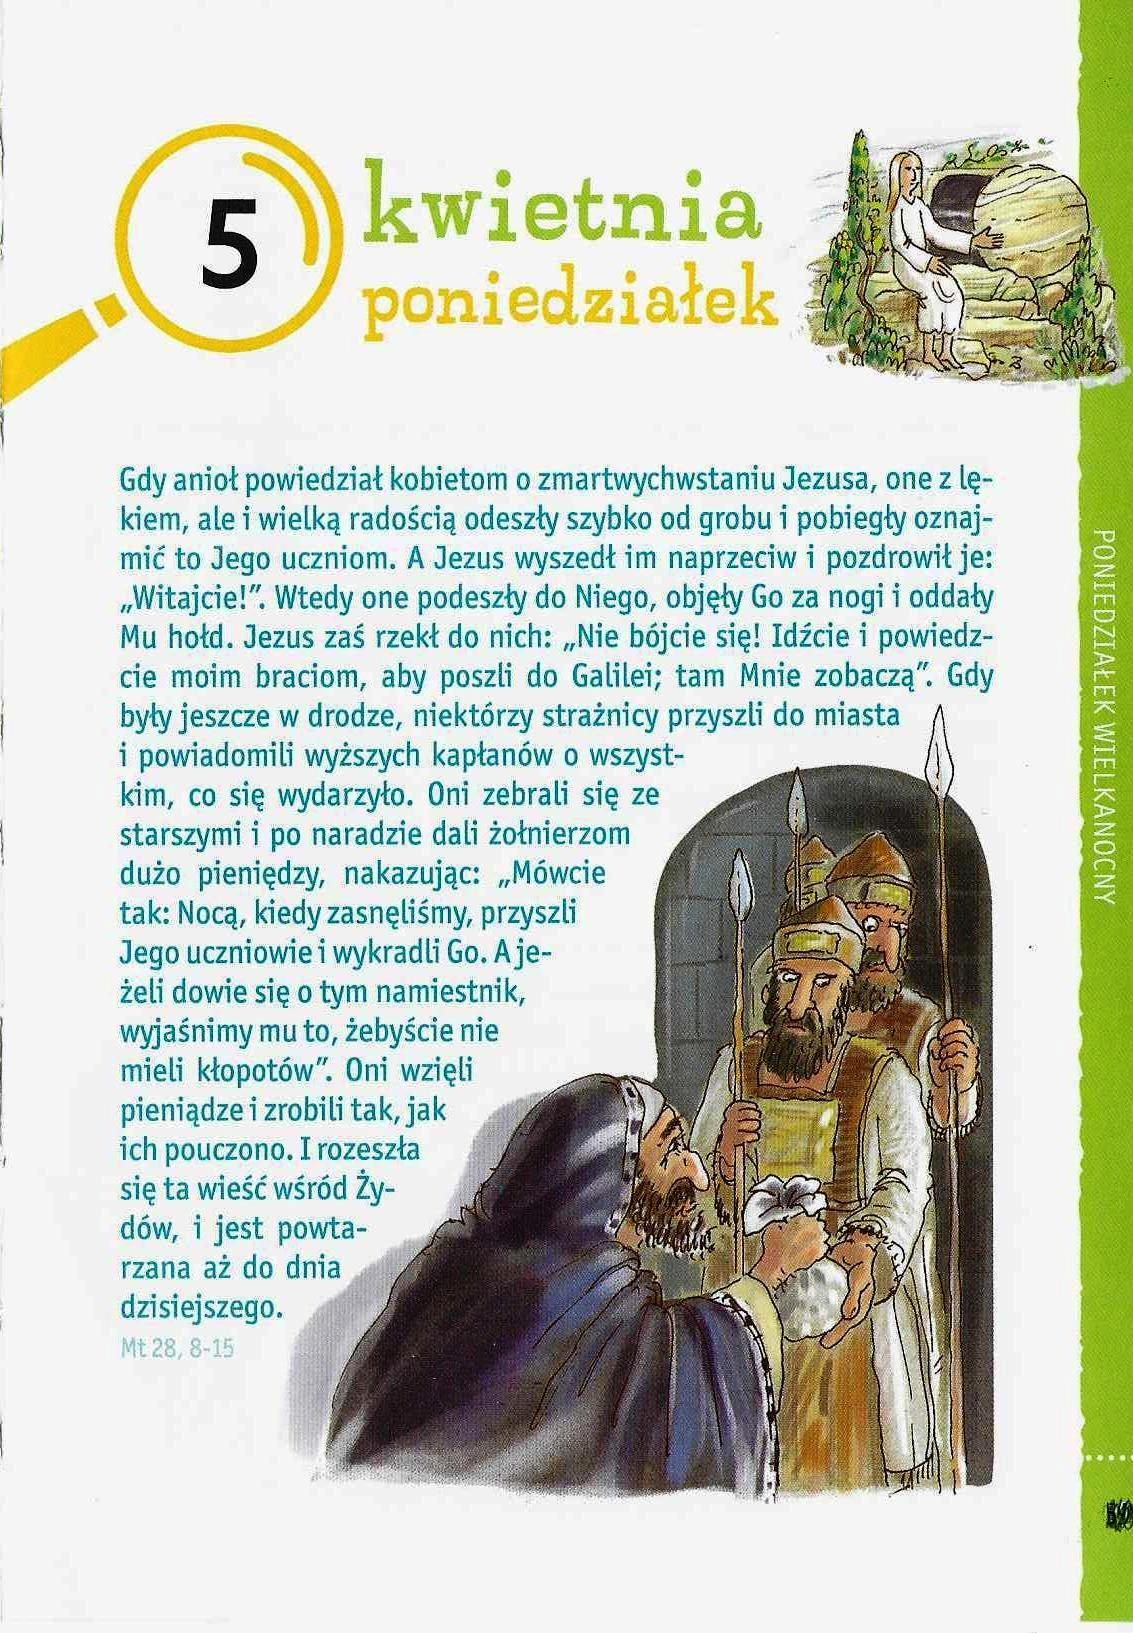 5
kwietnia
poniedziałek
Gdy anioł powiedział kobietom o zmartwychwstaniu Jezusa, one z lę-
kiem, ale i wielką radością odeszły szybko od grobu i pobiegły oznaj-
mić to Jego uczniom. A Jezus wyszedł im naprzeciw i pozdrowił je:
„Witajcie!”. Wtedy one podeszły do Niego, objęły Go za nogi i oddały
Mu hołd. Jezus zaś rzekł do nich: „Nie bójcie się! Idźcie i powiedz-
cie moim braciom, aby poszli do Galilei; tam Mnie zobaczą”. Gdy
były jeszcze w drodze, niektórzy strażnicy przyszli do miasta
i powiadomili wyższych kapłanów o wszyst-
kim, co się wydarzyło. Oni zebrali się ze
starszymi i po naradzie dali żołnierzom
dużo pieniędzy, nakazując: „Mówcie
tak: Nocą, kiedy zasnęliśmy, przyszli
Jego uczniowie i wykradli Go. A je-
żeli dowie się o tym namiestnik,
wyjaśnimy mu to, żebyście nie
mieli kłopotów”. Oni wzięli
pieniądze i zrobili tak, jak
ich pouczono. I rozeszła
się ta wieść wśród Ży-
dów, i jest powta-
rzana aż do dnia
dzisiejszego.
Mt 28, 8-15
PONIEDZIAŁEK WIELKANOCNY